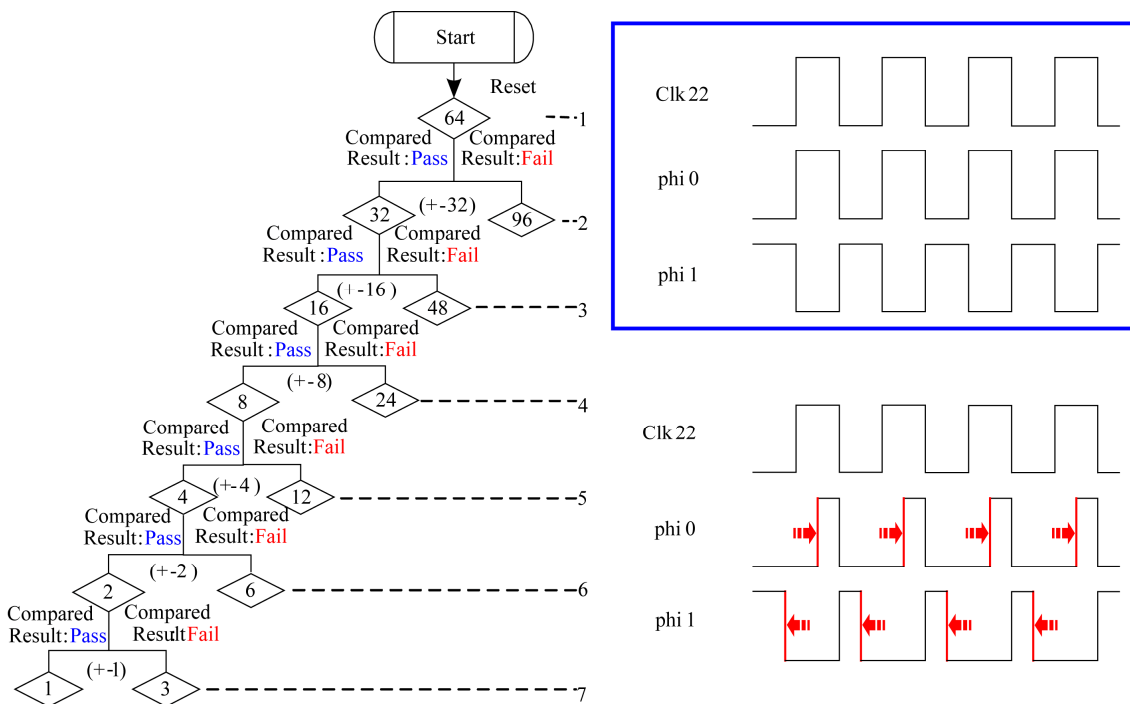 Start
Reset
64
1
Compared
Result:Pass
Compared
Result:Fail
32
(+-32)
96
2
Compared
Result:Pass
Compared
Result:Fail
16
(+-16)
48
3
Compared
Result:Pass
Compared
Result:Fail
8
(+-8)
24
4
Compared
Result:Pass
Compared
Result:Fail
4
(+-4)
12
5
Compared
Result:Pass
Compared
Result:Fail
2
(+-2)
6
6
Compared
Result:Pass
Compared
Result Fail
1
(+-1)
3
7
Clk 22
phi 0
phi 1
Clk 22
phi 0
phi 1